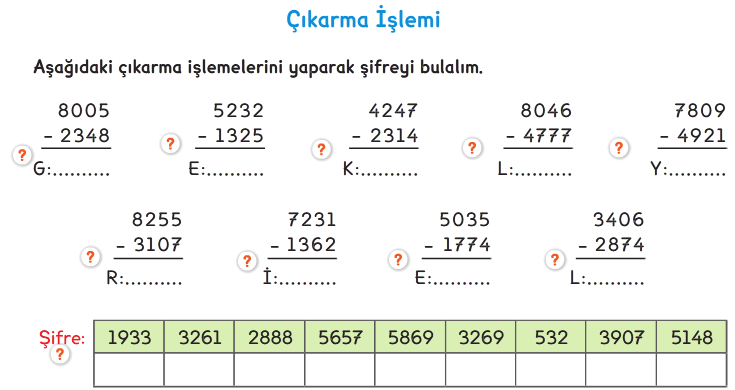 Çıkarma İşlemi
Aşağıdaki çıkarma işlemelerini yaparak şifreyi bulalım.
8005 5232 4247 8046 7809
- 2348 - 1325 - 2314 - 4777 - 4921
? ? ? ? ?
G:.......... E:.......... K:.......... L:.......... Y:..........
8255 7231 5035 3406
- 3107 - 1362 - 1774 - 2874
? ? ? ?
R:.......... İ:.......... E:.......... L:..........
Şifre: 1933 3261 2888 5657 5869 3269 532 3907 5148
?